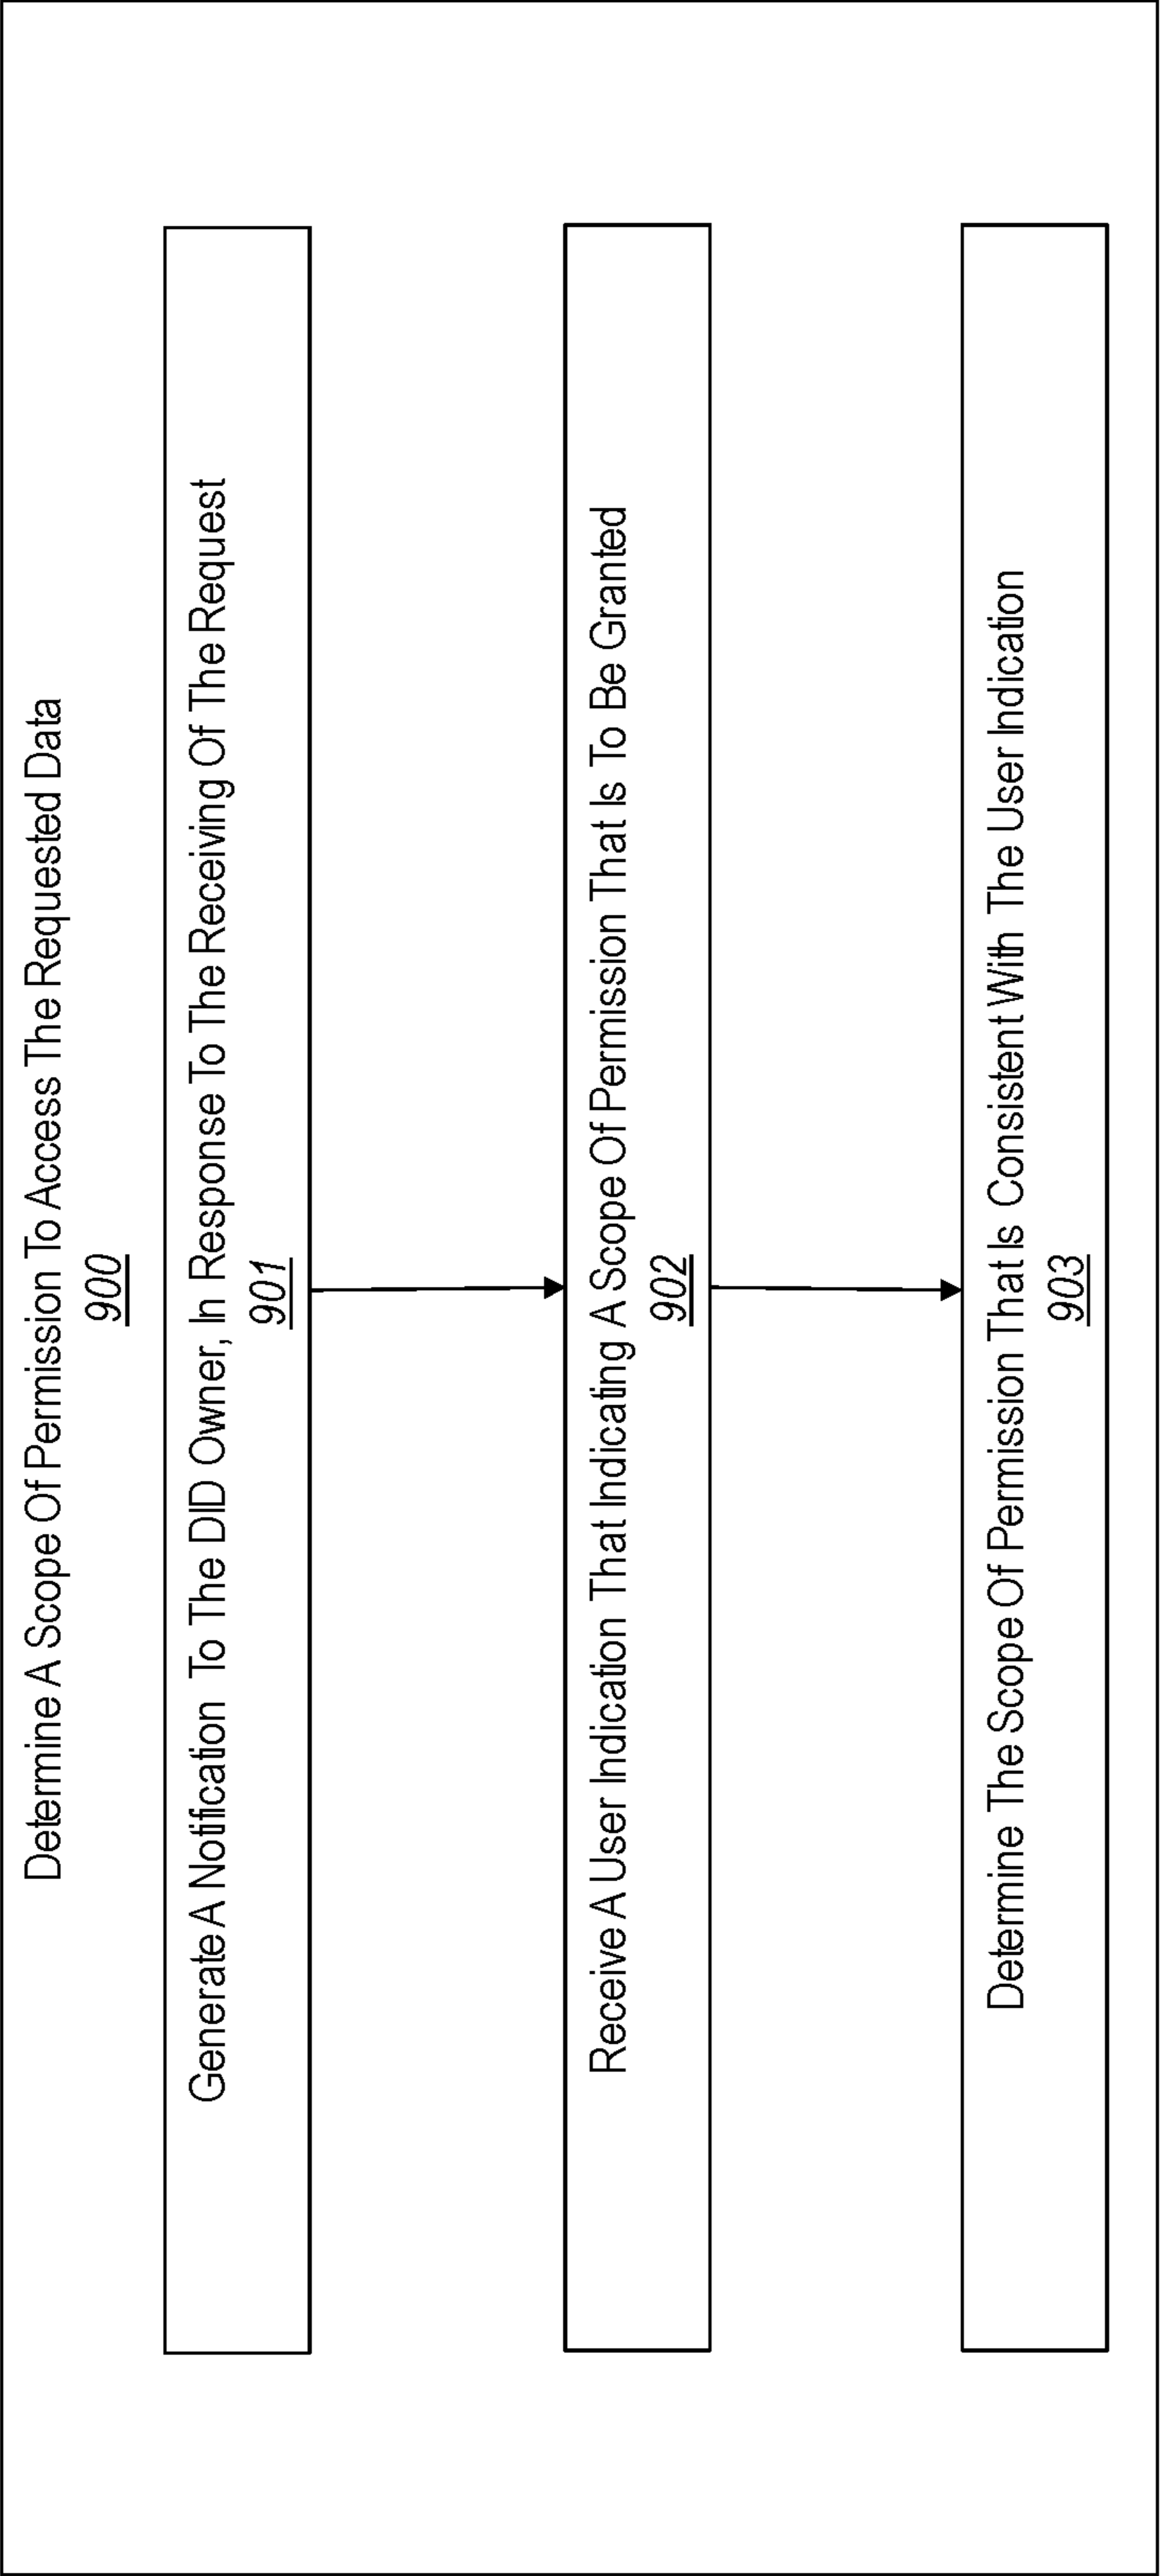 Determine A Scope Of Permission To Access The Requested Data
900
Generate A Notification To The DID Owner, In Response To The Receiving Of The Request
901
Receive A User Indication That Indicating A Scope Of Permission That Is To Be Granted
902
Determine The Scope Of Permission That Is Consistent With The User Indication
903